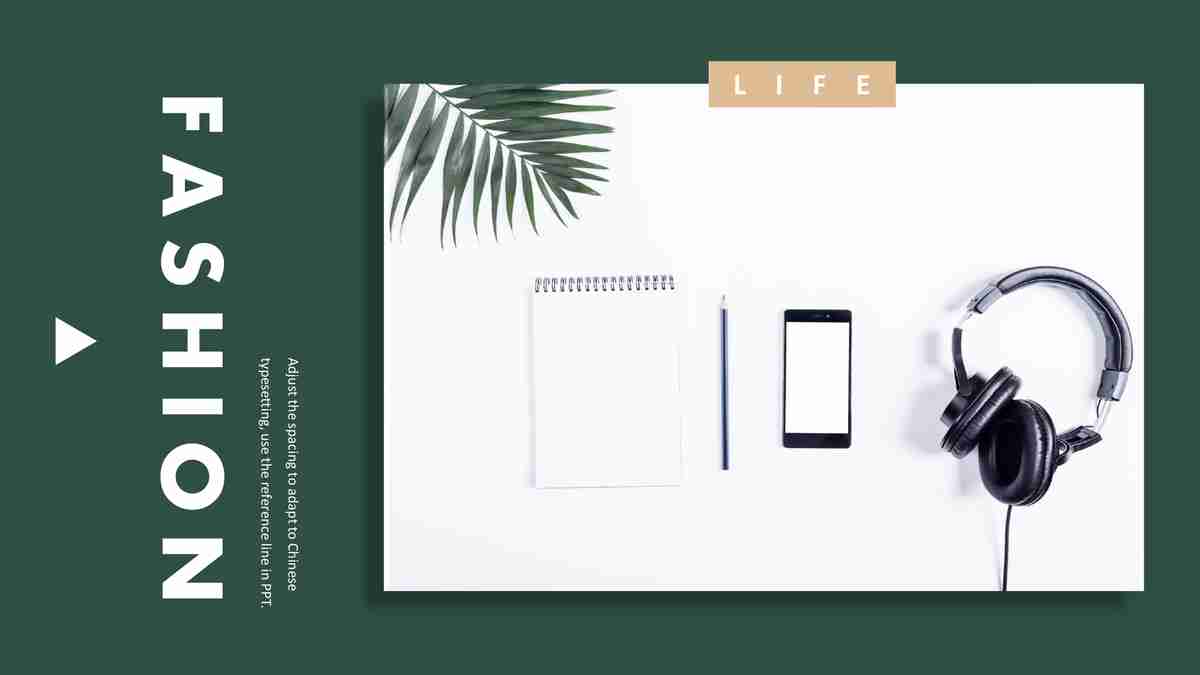 LIFE
FASHION
Adjust the spacing to adapt to Chinese
typesetting, use the reference line in PPT.